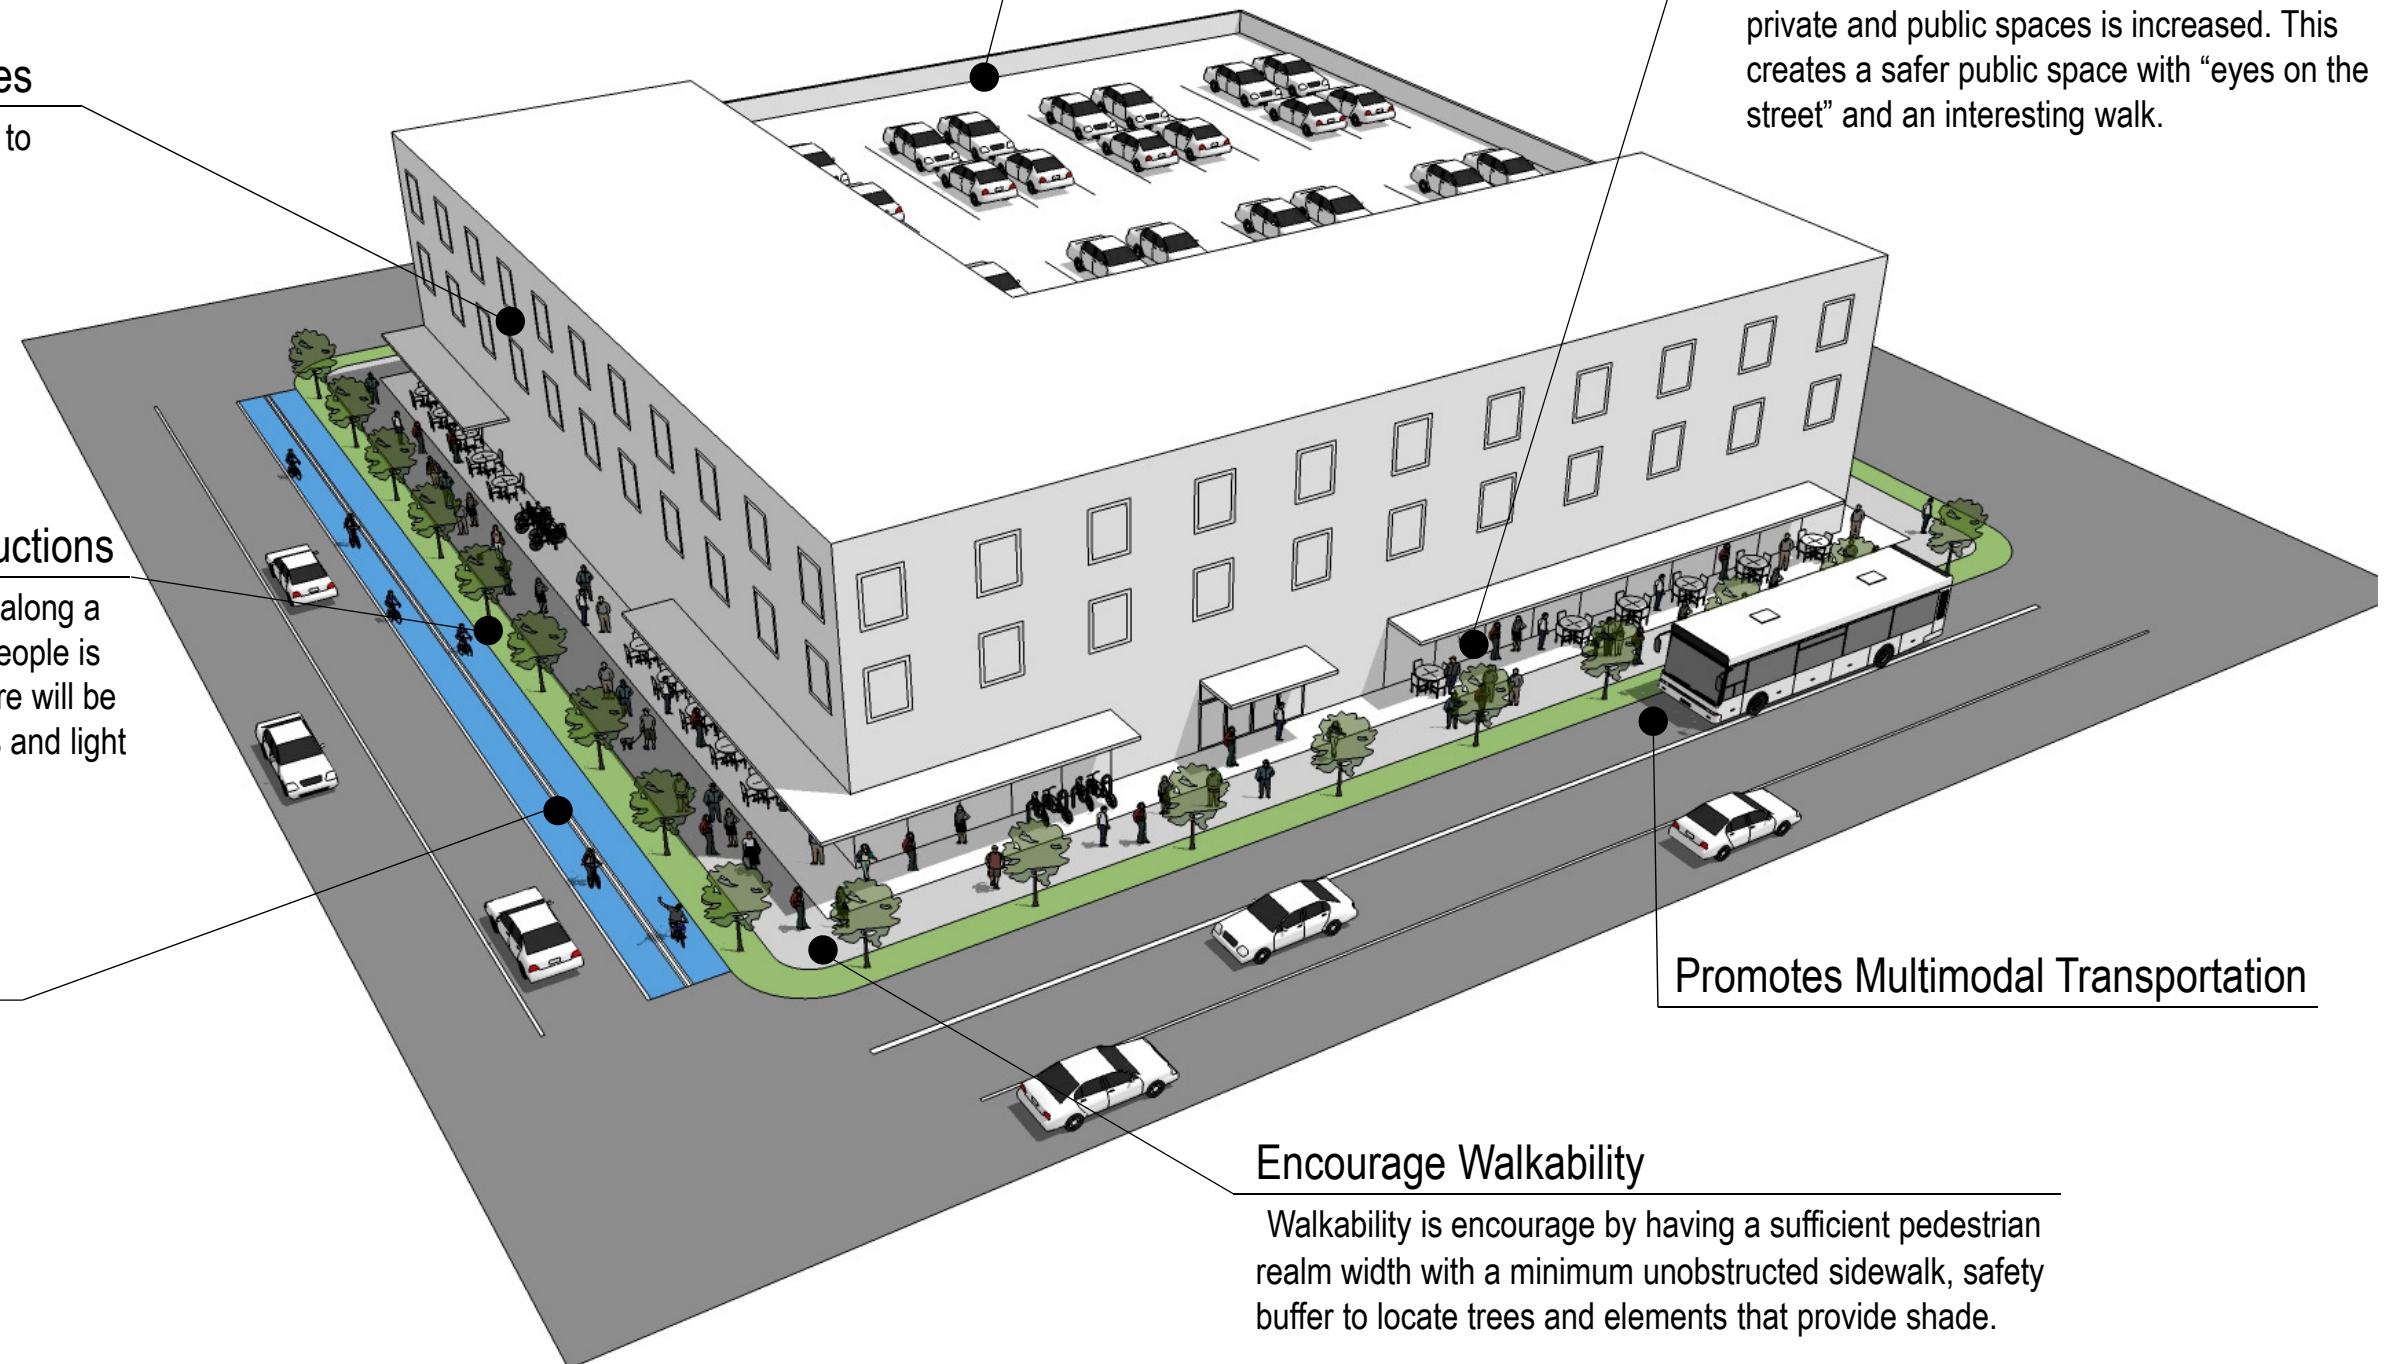 private and public spaces is increased. This
creates a safer public space with “eyes on the
street” and an interesting walk.
es
to
uctions
along a
eople is
re will be
s and light
Promotes Multimodal Transportation
Encourage Walkability
Walkability is encourage by having a sufficient pedestrian
realm width with a minimum unobstructed sidewalk, safety
buffer to locate trees and elements that provide shade.